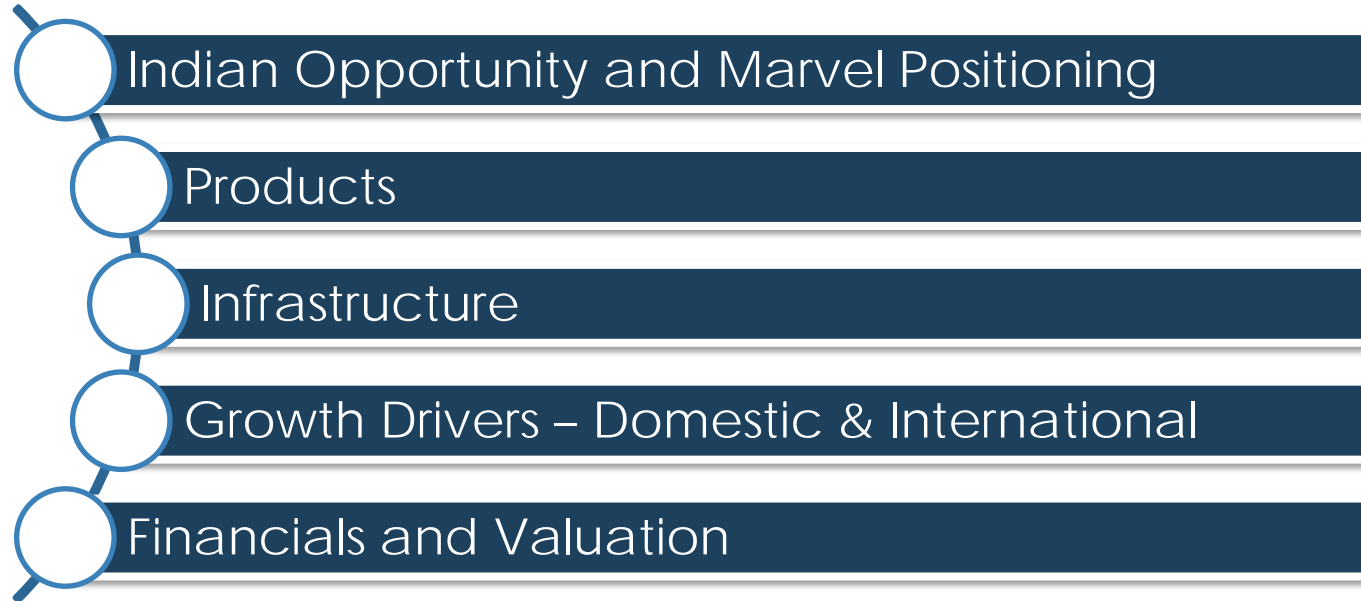 Indian Opportunity and Marvel Positioning
Products
Infrastructure
Growth Drivers – Domestic & International
Financials and Valuation